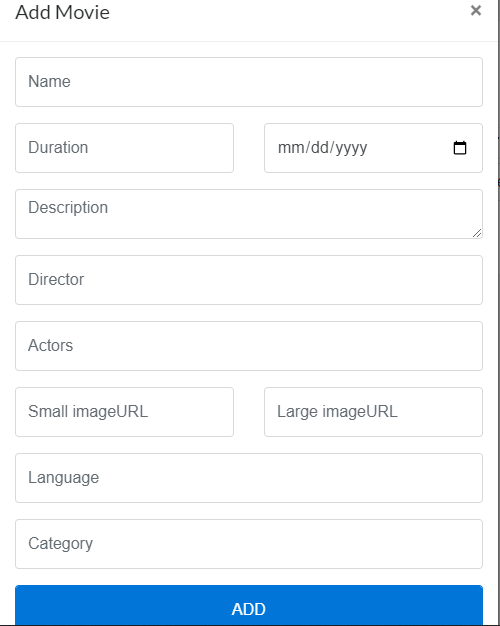 Add Movie ×
Name
Duration mm/dd/yyyy
Description
Director
Actors
Small imageURL Large imageURL
Language
Category
ADD